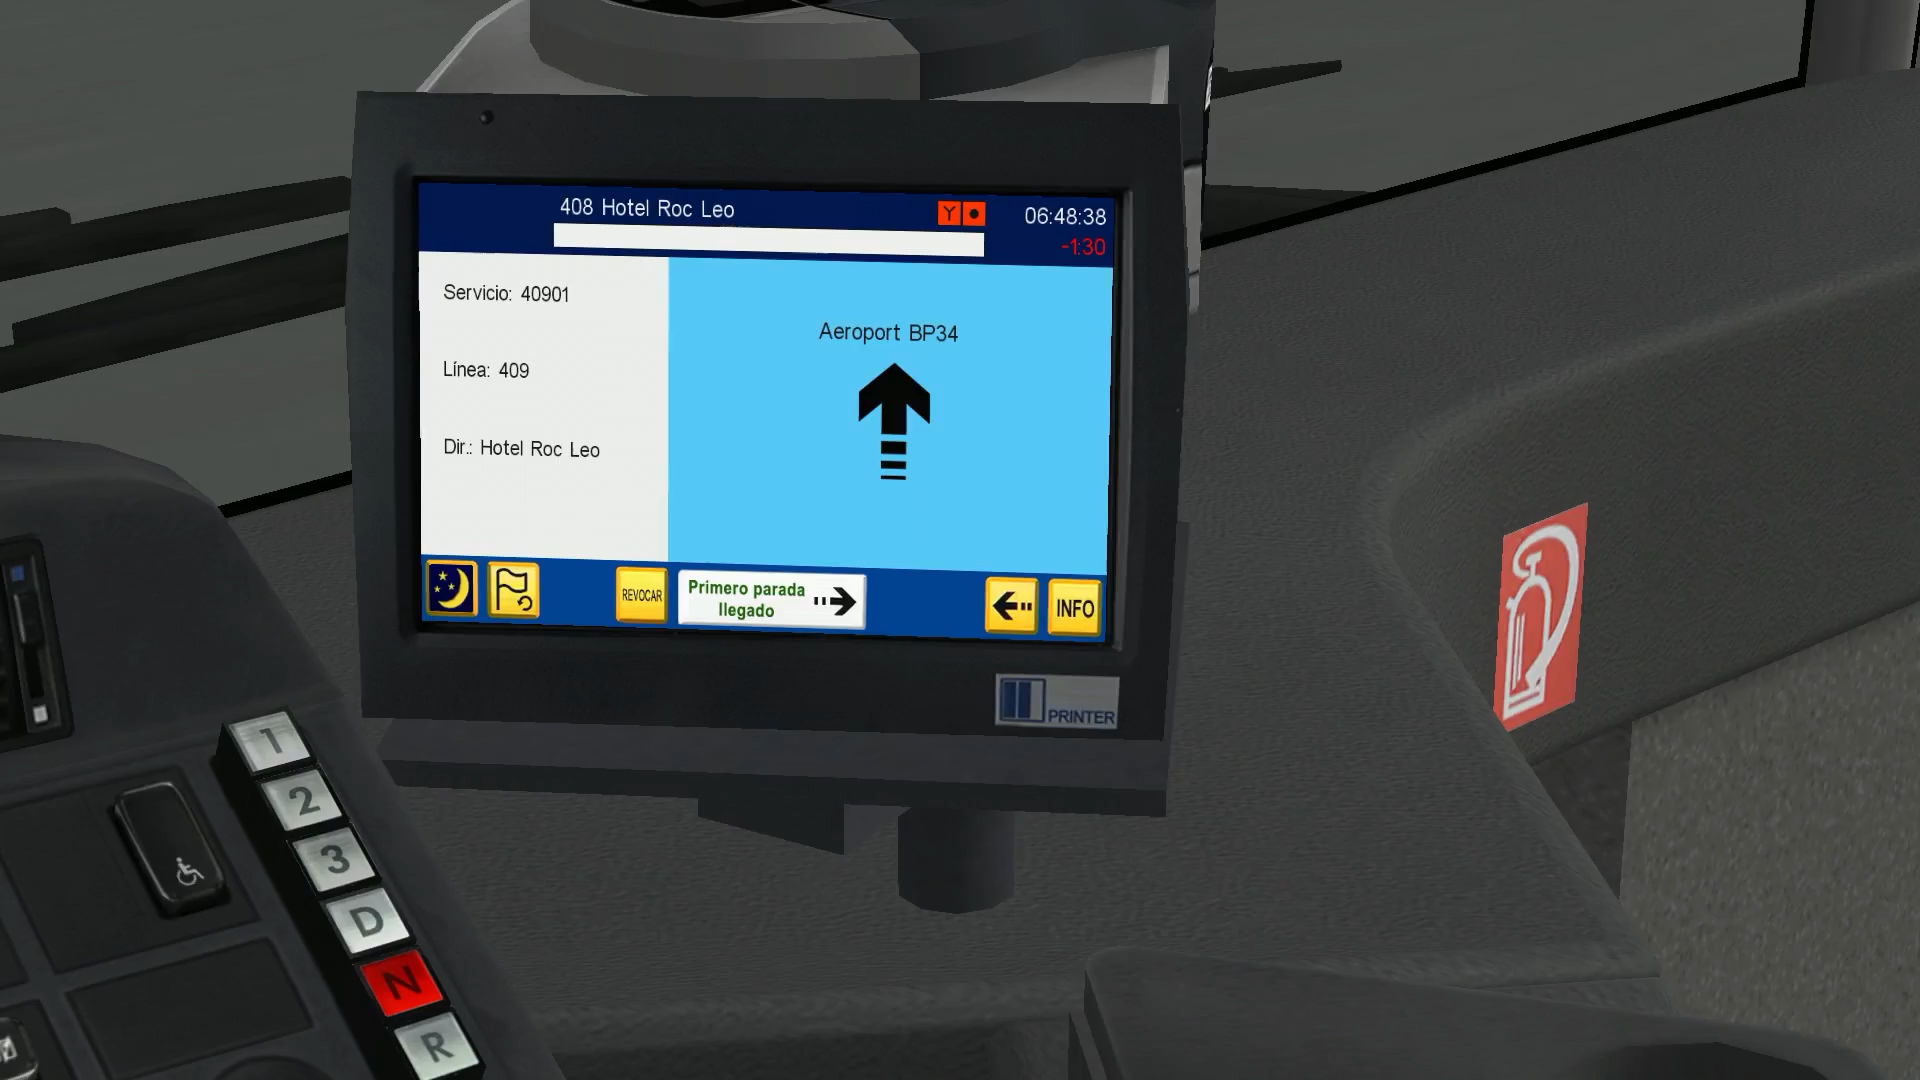 408 Hotel Roc Leo
Y
06:48:38
-1:30
Servicio: 40901
Línea: 409
Dir.: Hotel Roc Leo
Aeroport BP34
REVOCAR
Primero parada
llegado
INFO
PRINTER
1
2
3
D
N
R